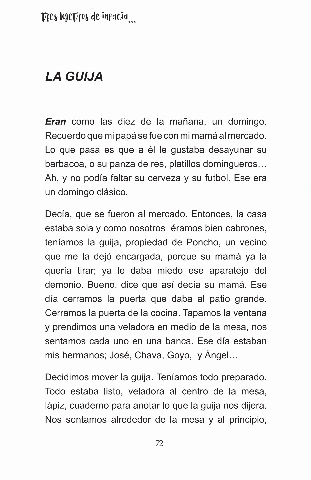 de infancia...
LA GUIJA
Eran como las diez de la mañana, un domingo.
Recuerdo que mi papá se fue con mi mamá al mercado.
Lo que pasa es que a él le gustaba desayunar su
barbacoa, o su panza de res, platillos domingueros...
Ah, y no podía faltar su cerveza y su futbol. Ese era
un domingo clásico.
Decía, que se fueron al mercado. Entonces, la casa
estaba sola y como nosotros éramos bien cabrones,
teníamos la guija, propiedad de Poncho, un vecino
que me la dejó encargada, porque su mamá ya la
quería tirar; ya le daba miedo ese aparatejo del
demonio. Bueno, dice que así decía su mamá. Ese
día cerramos la puerta que daba al patio grande.
Cerramos la puerta de la cocina. Tapamos la ventana
y prendimos una veladora en medio de la mesa, nos
sentamos cada uno en una banca. Ese día estaban
mis hermanos; José, Chava, Goyo, y Ángel...
Decidimos mover la guija. Teníamos todo preparado.
Todo estaba listo, veladora al centro de la mesa,
lápiz, cuaderno para anotar lo que la guija nos dijera.
Nos sentamos alrededor de la mesa y al principio,
72